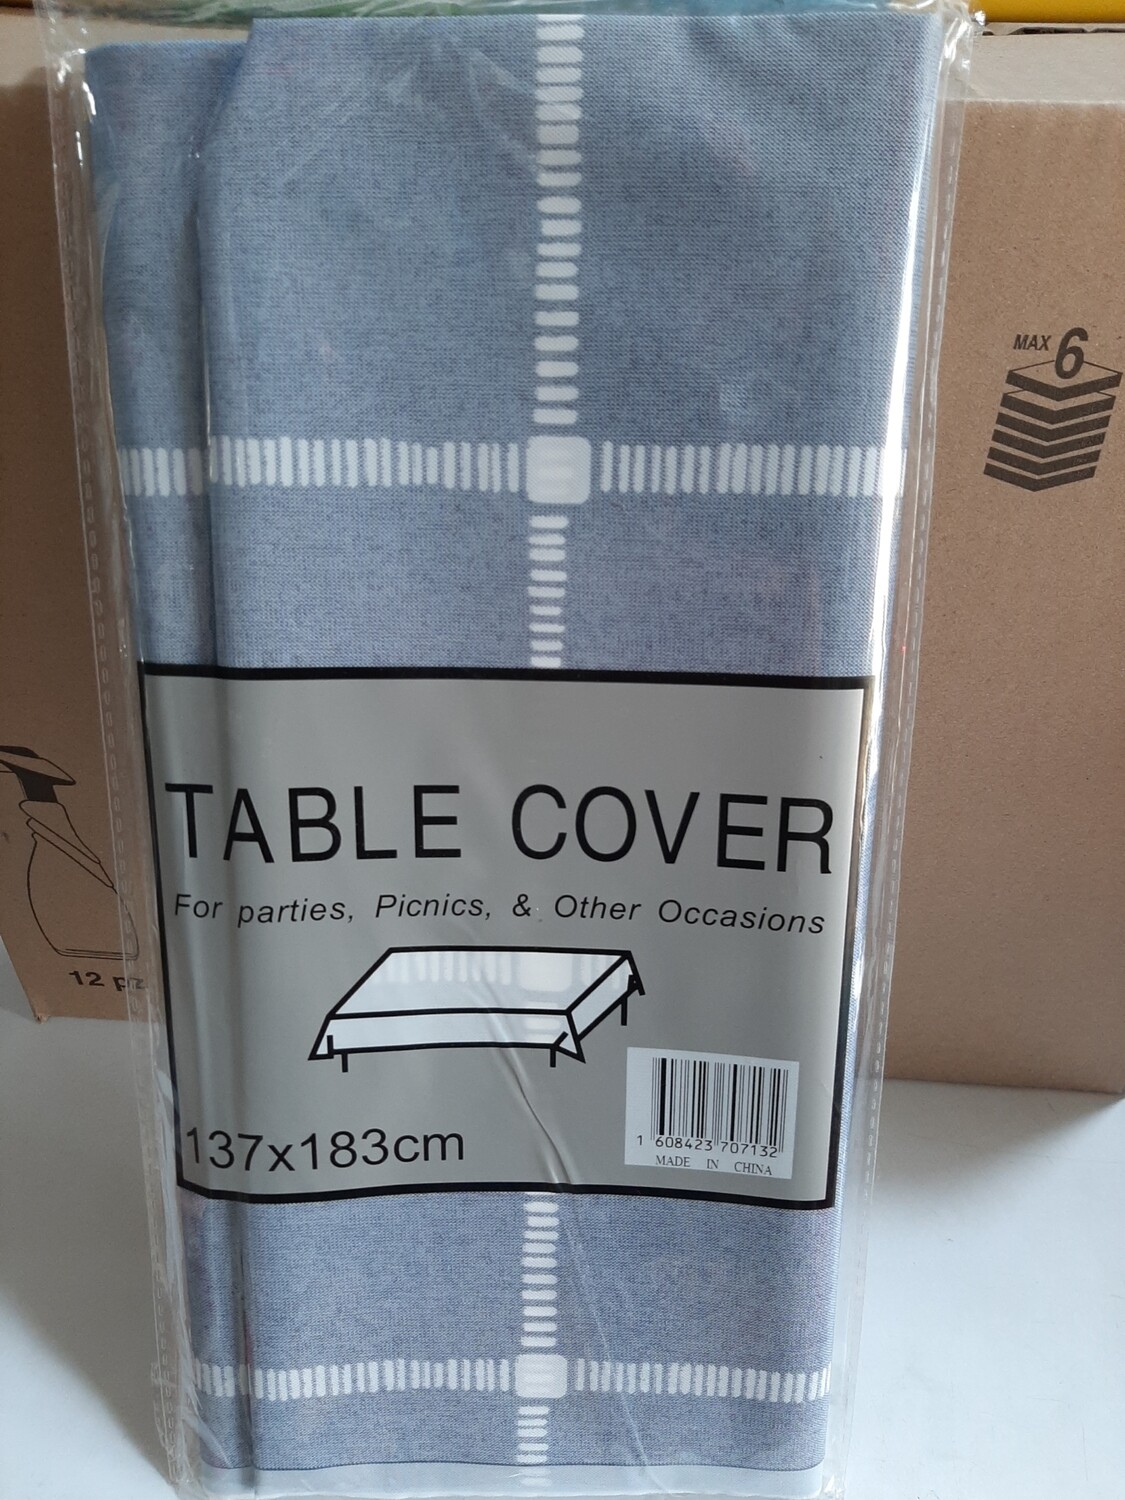 MAX 6
TABLE COVER
For parties, Picnics, & Other Occasions
12 pz
137x183cm
1 608423 707132
MADE IN CHINA